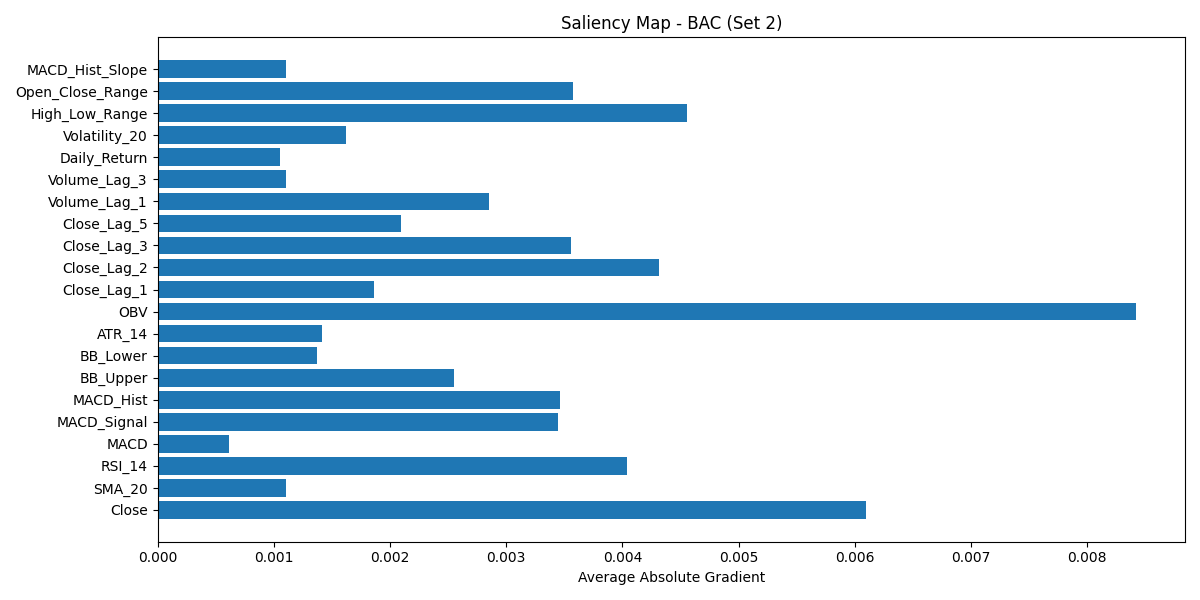 Saliency Map - BAC (Set 2)
MACD_Hist_Slope
Open_Close_Range
High_Low_Range
Volatility_20
Daily_Return
Volume_Lag_3
Volume_Lag_1
Close_Lag_5
Close_Lag_3
Close_Lag_2
Close_Lag_1
OBV
ATR_14
BB_Lower
BB_Upper
MACD_Hist
MACD_Signal
MACD
RSI_14
SMA_20
Close
0.000 0.001 0.002 0.003 0.004 0.005 0.006 0.007 0.008
Average Absolute Gradient